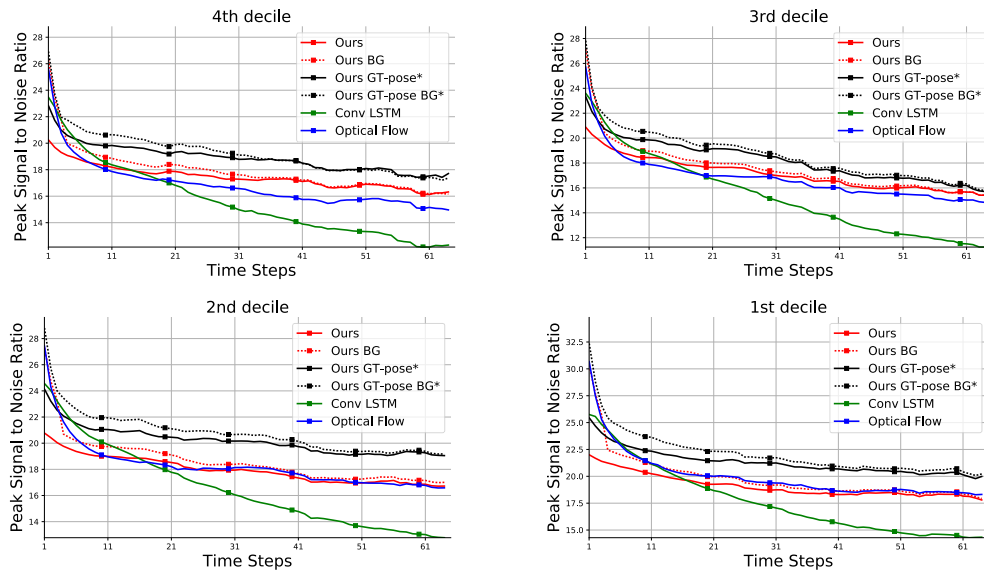 4th decile
Peak Signal to Noise Ratio
28
26
24
22
20
18
16
14
1 11 21 31 41 51 61
Time Steps
Ours
Ours BG
Ours GT-pose*
Ours GT-pose BG*
Conv LSTM
Optical Flow
3rd decile
Peak Signal to Noise Ratio
28
26
24
22
20
18
16
14
12
1 11 21 31 41 51 61
Time Steps
Ours
Ours BG
Ours GT-pose*
Ours GT-pose BG*
Conv LSTM
Optical Flow
2nd decile
Peak Signal to Noise Ratio
28
26
24
22
20
18
16
14
1 11 21 31 41 51 61
Time Steps
Ours
Ours BG
Ours GT-pose*
Ours GT-pose BG*
Conv LSTM
Optical Flow
1st decile
Peak Signal to Noise Ratio
32.5
30.0
27.5
25.0
22.5
20.0
17.5
15.0
1 11 21 31 41 51 61
Time Steps
Ours
Ours BG
Ours GT-pose*
Ours GT-pose BG*
Conv LSTM
Optical Flow